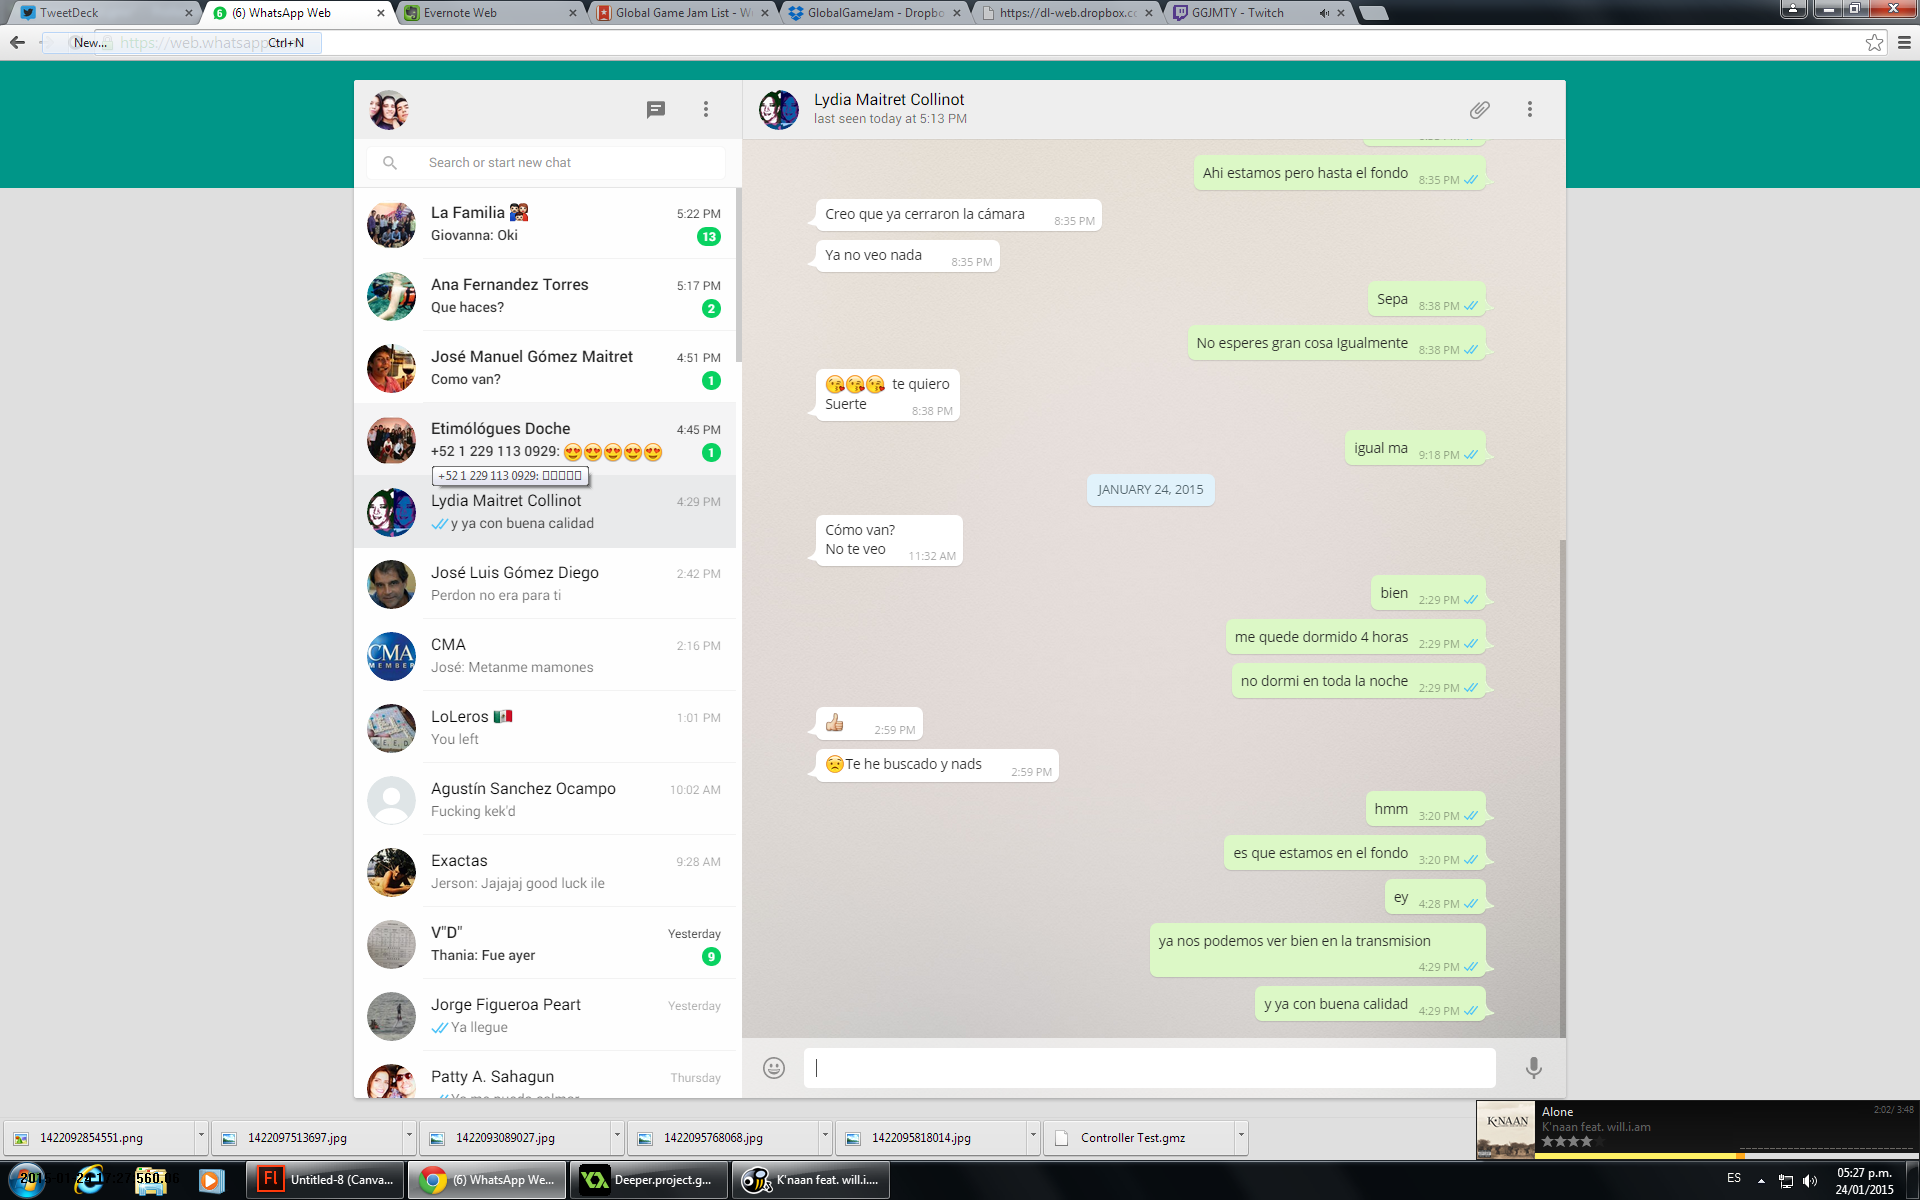 TweetDeck
(6) WhatsApp Web
Evernote Web
Global Game Jam List - W
GlobalGameJam - Dropbo
https://dl-web.dropbox.co
GGJMTY - Twitch
New... Ctrl+N
https://web.whatsapp
Lydia Maitret Collinot
last seen today at 5:13 PM
Search or start new chat
La Familia 5:22 PM
Giovanna: Oki 13
Ana Fernandez Torres 5:17 PM
Que haces? 2
José Manuel Gómez Maitret 4:51 PM
Como van? 1
Etimólógues Doche 4:45 PM
+52 1 229 113 0929: 😍😍😍😍😍 1
+52 1 229 113 0929: □□□□□
Lydia Maitret Collinot 4:29 PM
y ya con buena calidad
José Luis Gómez Diego 2:42 PM
Perdon no era para ti
CMA 2:16 PM
José: Metanme mamones
CMA
MEMBER
LoLeros 🇲🇽 1:01 PM
You left
Agustín Sanchez Ocampo 10:02 AM
Fucking kek'd
Exactas 9:28 AM
Jerson: Jajajaj good luck ile
V"D" Yesterday
Thania: Fue ayer 9
Jorge Figueroa Peart Yesterday
Ya llegue
Patty A. Sahagun Thursday
Ahi estamos pero hasta el fondo 8:35 PM
Creo que ya cerraron la cámara 8:35 PM
Ya no veo nada 8:35 PM
Sepa 8:38 PM
No esperes gran cosa Igualmente 8:38 PM
😘😘😘 te quiero
Suerte 8:38 PM
igual ma 9:18 PM
JANUARY 24, 2015
Cómo van?
No te veo 11:32 AM
bien 2:29 PM
me quede dormido 4 horas 2:29 PM
no dormi en toda la noche 2:29 PM
👍 2:59 PM
😟Te he buscado y nads 2:59 PM
hmm 3:20 PM
es que estamos en el fondo 3:20 PM
ey 4:28 PM
ya nos podemos ver bien en la transmision
4:29 PM
y ya con buena calidad 4:29 PM
1422092854551.png
1422097513697.jpg
1422093089027.jpg
1422095768068.jpg
1422095818014.jpg
Controller Test.gmz
K'NAAN
Alone 2:02/ 3:48
K'naan feat. will.i.am
Untitled-8 (Canva...
(6) WhatsApp We...
Deeper.project.g...
K'naan feat. will.i....
ES
05:27 p.m.
24/01/2015